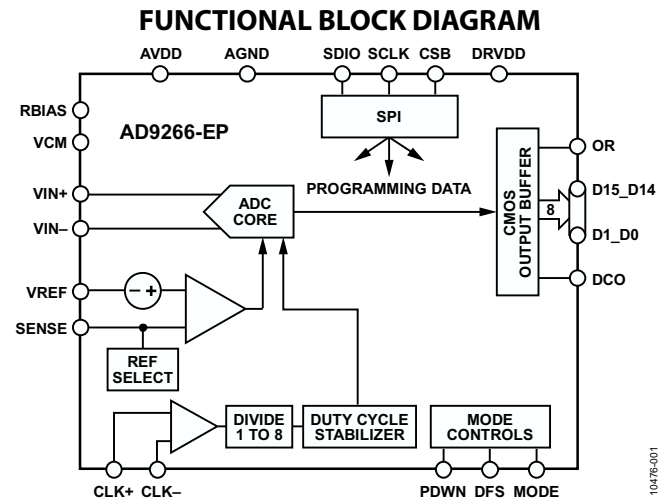 FUNCTIONAL BLOCK DIAGRAM
AVDD AGND SDIO SCLK CSB DRVDD
RBIAS
VCM
AD9266-EP
SPI
PROGRAMMING DATA
VIN+
VIN–
ADC
CORE
CMOS
OUTPUT BUFFER
OR
D15_D14
8
D1_D0
DCO
VREF
– +
SENSE
REF
SELECT
DIVIDE
1 TO 8
DUTY CYCLE
STABILIZER
MODE
CONTROLS
CLK+ CLK– PDWN DFS MODE
10476-001